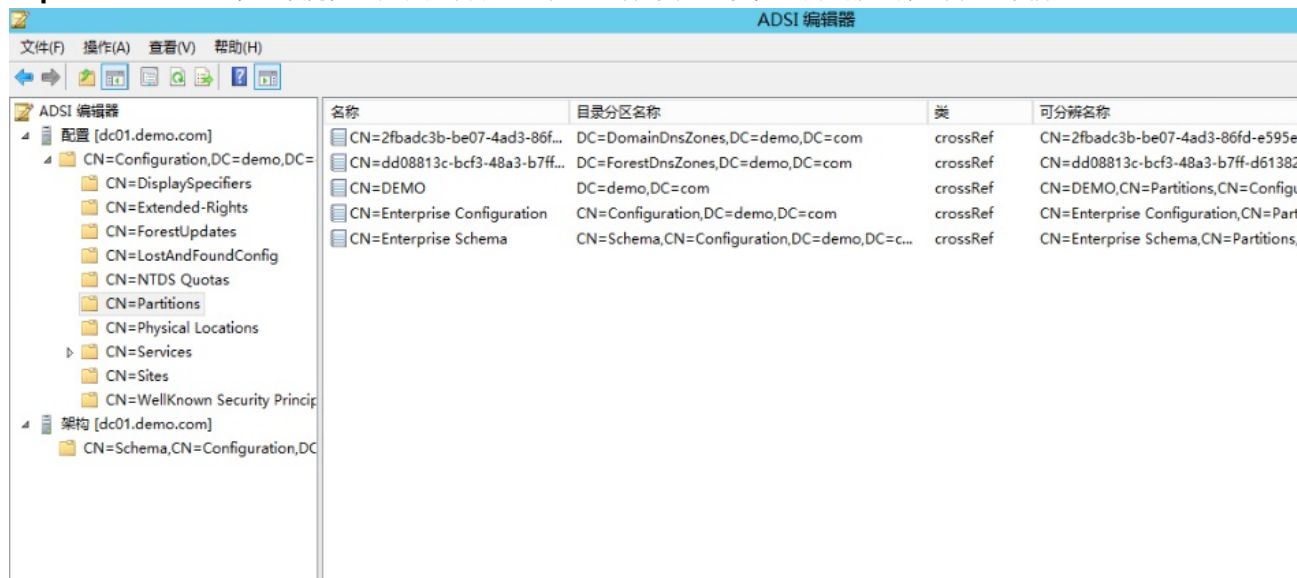 ADSI 编辑器
文件(F) 操作(A) 查看(V) 帮助(H)
ADSI 编辑器
配置 [dc01.demo.com]
CN=Configuration,DC=demo,DC=
CN=DisplaySpecifiers
CN=Extended-Rights
CN=ForestUpdates
CN=LostAndFoundConfig
CN=NTDS Quotas
CN=Partitions
CN=Physical Locations
CN=Services
CN=Sites
CN=WellKnown Security Princip
架构 [dc01.demo.com]
CN=Schema,CN=Configuration,DC
名称 目录分区名称 类 可分辨名称
CN=2fbadc3b-be07-4ad3-86f... DC=DomainDnsZones,DC=demo,DC=com crossRef CN=2fbadc3b-be07-4ad3-86fd-e595e
CN=dd08813c-bcf3-48a3-b7ff... DC=ForestDnsZones,DC=demo,DC=com crossRef CN=dd08813c-bcf3-48a3-b7ff-d61382
CN=DEMO DC=demo,DC=com crossRef CN=DEMO,CN=Partitions,CN=Configu
CN=Enterprise Configuration CN=Configuration,DC=demo,DC=com crossRef CN=Enterprise Configuration,CN=Part
CN=Enterprise Schema CN=Schema,CN=Configuration,DC=demo,DC=c... crossRef CN=Enterprise Schema,CN=Partitions,